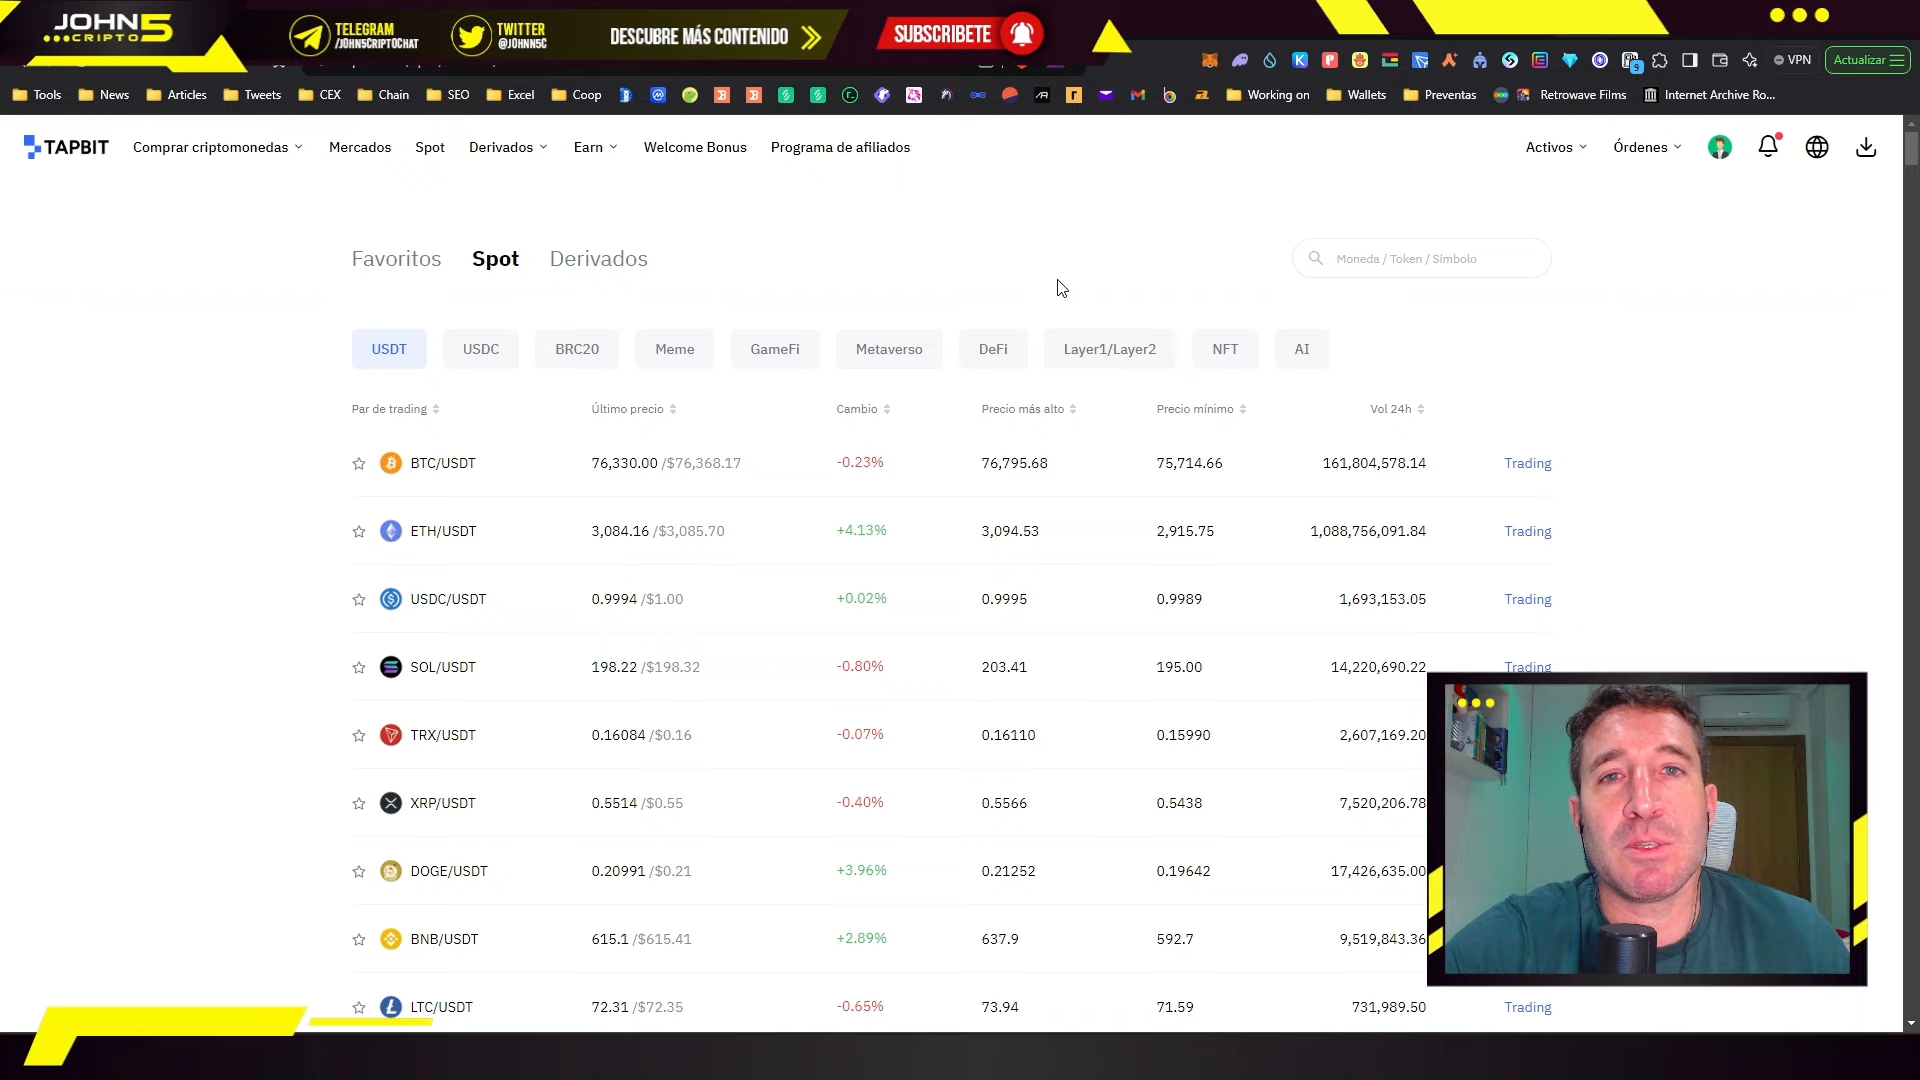 JOHN5
CRIPTO
TELEGRAM
/JOHN5CRIPTOCHAT
TWITTER
@JOHNN5C
DESCUBRE MÁS CONTENIDO
SUBSCRIBETE
9
VPN
Actualizar
Tools
News
Articles
Tweets
CEX
Chain
SEO
Excel
Coop
Working on
Wallets
Preventas
Retrowave Films
Internet Archive Ro...
TAPBIT
Comprar criptomonedas
Mercados
Spot
Derivados
Earn
Welcome Bonus
Programa de afiliados
Activos
Órdenes
Favoritos
Spot
Derivados
Moneda / Token / Símbolo
USDT
USDC
BRC20
Meme
GameFi
Metaverso
DeFi
Layer1/Layer2
NFT
AI
Par de trading
Último precio
Cambio
Precio más alto
Precio mínimo
Vol 24h
BTC/USDT 76,330.00 /$76,368.17 -0.23% 76,795.68 75,714.66 161,804,578.14 Trading
ETH/USDT 3,084.16 /$3,085.70 +4.13% 3,094.53 2,915.75 1,088,756,091.84 Trading
USDC/USDT 0.9994 /$1.00 +0.02% 0.9995 0.9989 1,693,153.05 Trading
SOL/USDT 198.22 /$198.32 -0.80% 203.41 195.00 14,220,690.22 Trading
TRX/USDT 0.16084 /$0.16 -0.07% 0.16110 0.15990 2,607,169.20
XRP/USDT 0.5514 /$0.55 -0.40% 0.5566 0.5438 7,520,206.78
DOGE/USDT 0.20991 /$0.21 +3.96% 0.21252 0.19642 17,426,635.00
BNB/USDT 615.1 /$615.41 +2.89% 637.9 592.7 9,519,843.36
LTC/USDT 72.31 /$72.35 -0.65% 73.94 71.59 731,989.50 Trading